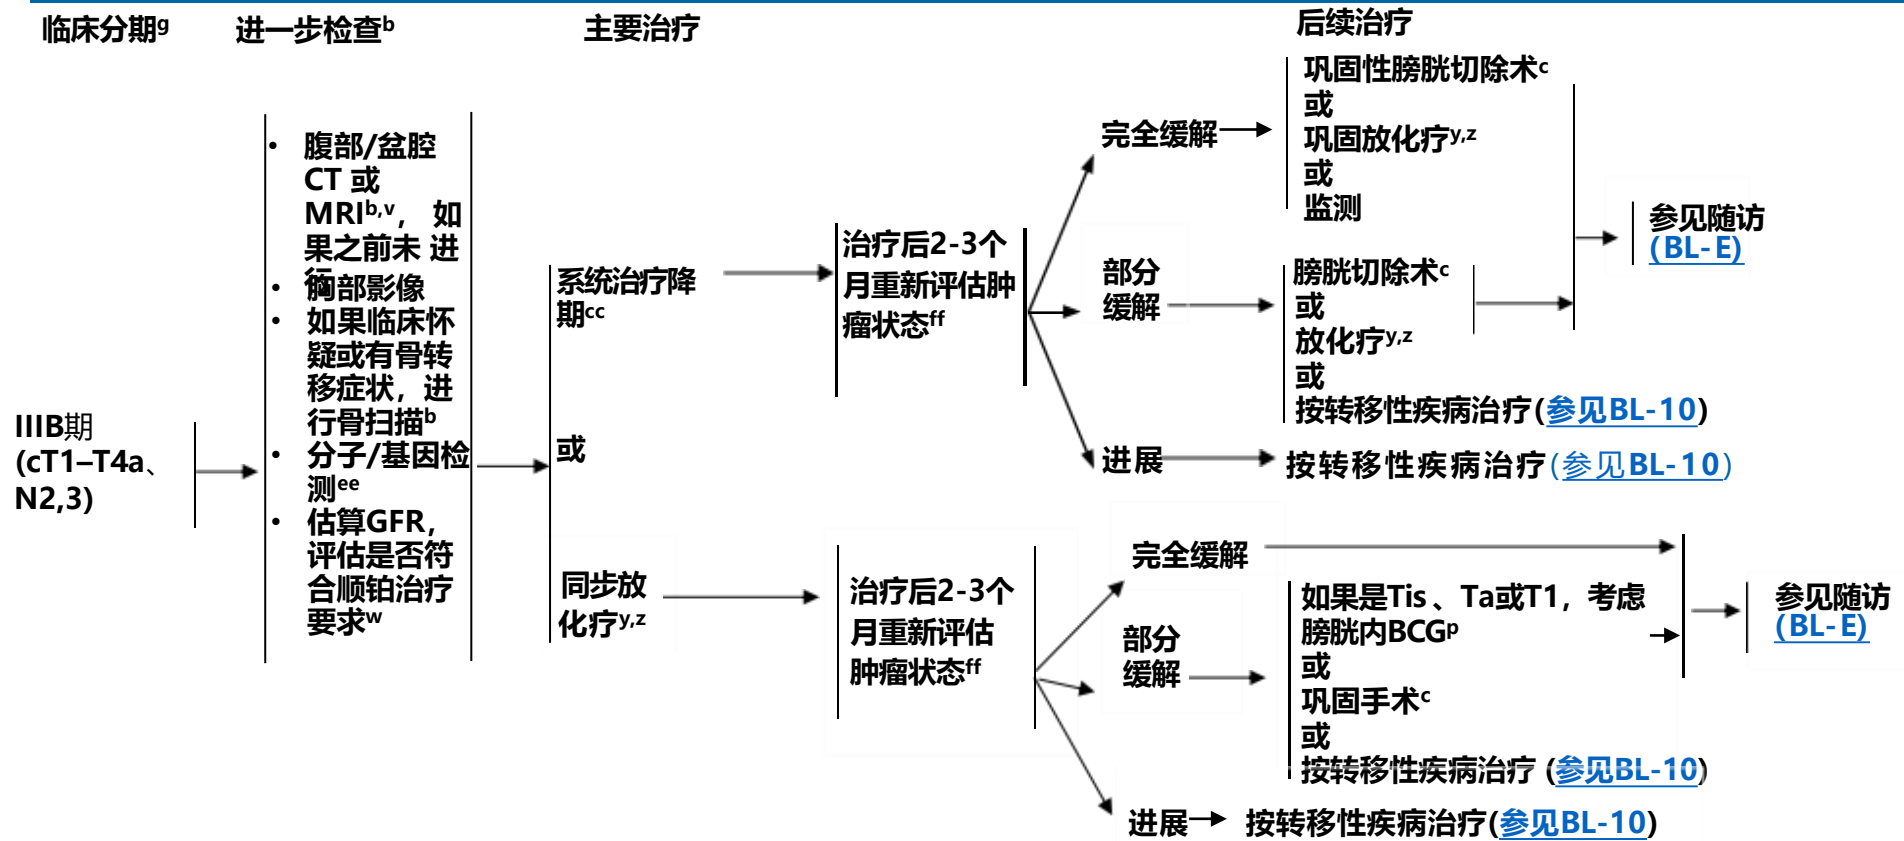 临床分期g
进一步检查b
主要治疗
后续治疗
IIIB期
(cT1–T4a、
N2,3)
• 腹部/盆腔
CT 或
MRIb,v， 如
果之前未 进
行
• 胸部影像
• 如果临床怀
疑或有骨转
移症状，进
行骨扫描b
• 分子/基因检
测ee
• 估算GFR，
评估是否符
合顺铂治疗
要求w
系统治疗降
期cc
或
同步放
化疗y,z
治疗后2-3个
月重新评估肿
瘤状态ff
完全缓解
巩固性膀胱切除术c
或
巩固放化疗y,z
或
监测
部分
缓解
膀胱切除术c
或
放化疗y,z
或
按转移性疾病治疗(参见BL-10)
进展
按转移性疾病治疗(参见BL-10)
参见随访
(BL-E)
治疗后2-3个
月重新评估
肿瘤状态ff
完全缓解
部分
缓解
如果是Tis 、Ta或T1，考虑
膀胱内BCGp
或
巩固手术c
或
按转移性疾病治疗 (参见BL-10)
进展
按转移性疾病治疗(参见BL-10)
参见随访
(BL-E)